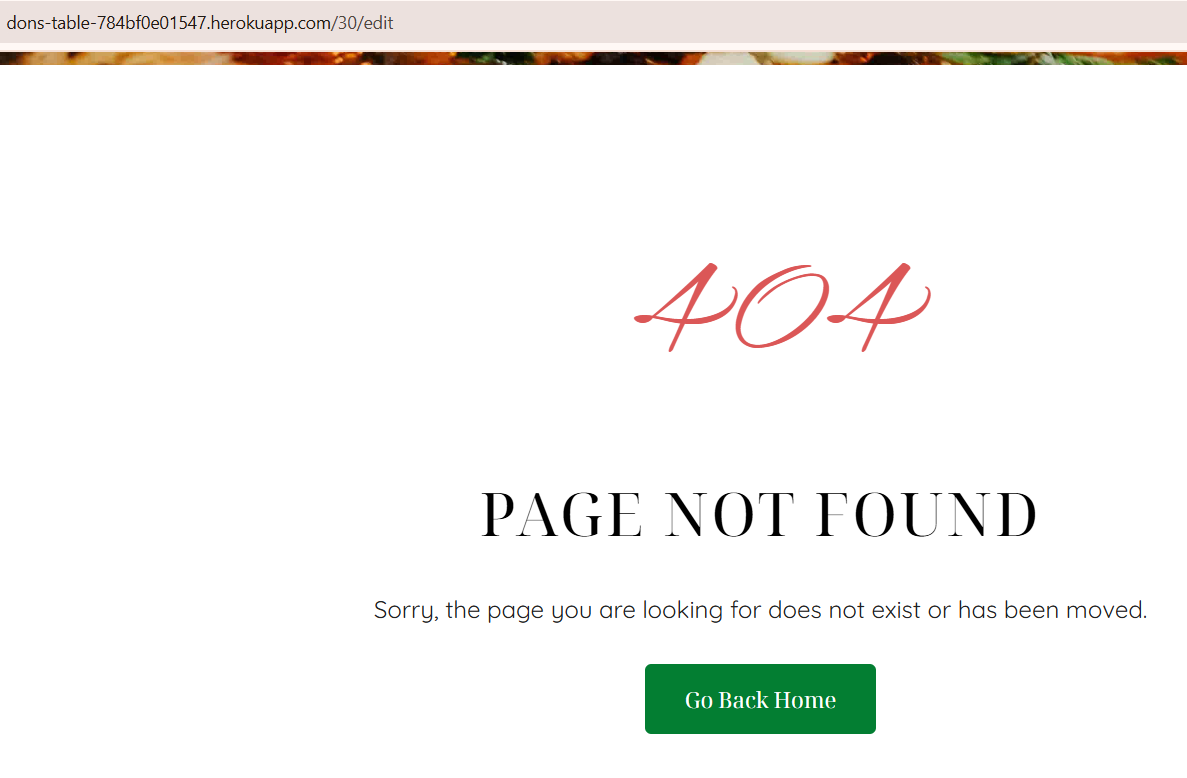 dons-table-784bf0e01547.herokuapp.com/30/edit
404
PAGE NOT FOUND
Sorry, the page you are looking for does not exist or has been moved.
Go Back Home